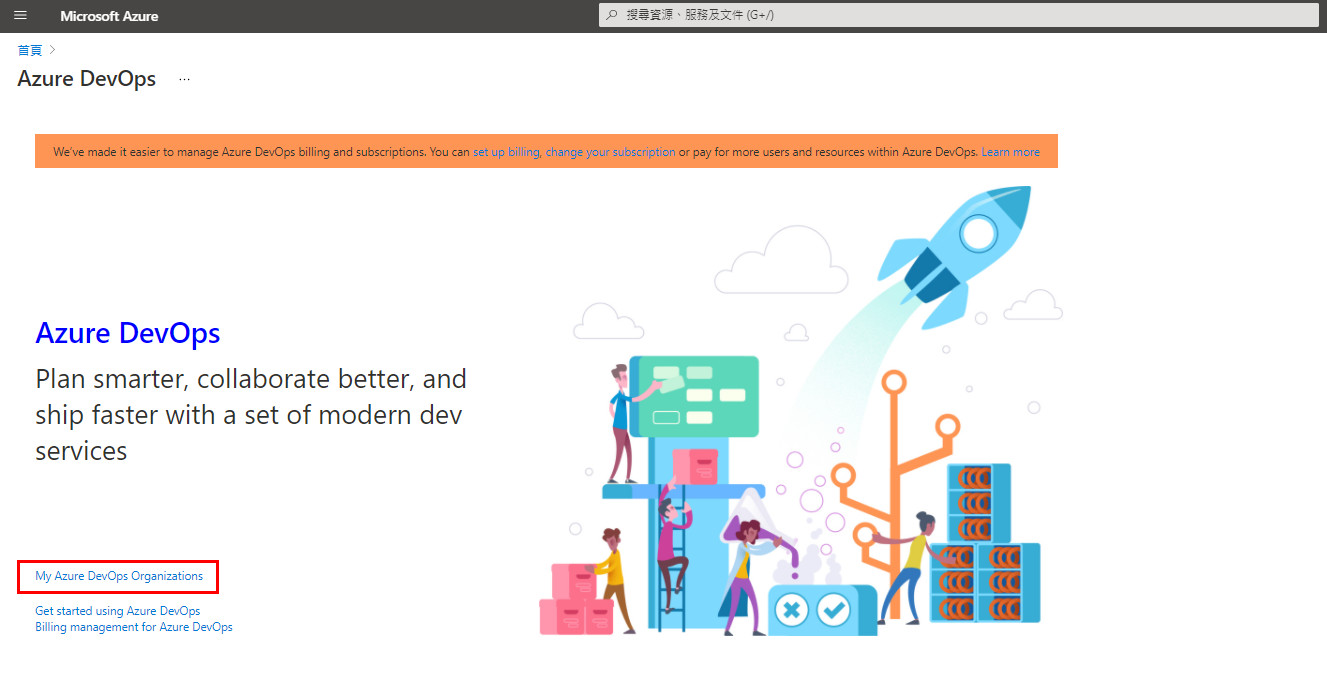 Microsoft Azure
搜尋資源、服務及文件 (G+/)
首頁
Azure DevOps ...
We've made it easier to manage Azure DevOps billing and subscriptions. You can set up billing, change your subscription or pay for more users and resources within Azure DevOps. Learn more
Azure DevOps
Plan smarter, collaborate better, and
ship faster with a set of modern dev
services
My Azure DevOps Organizations
Get started using Azure DevOps
Billing management for Azure DevOps